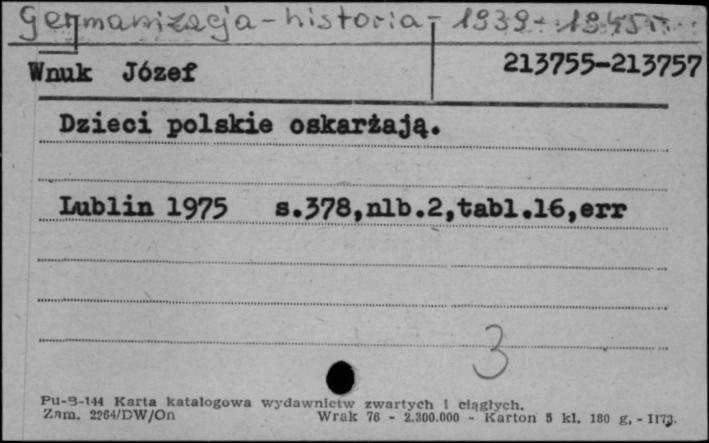 Germanizacja - historia - 1939-1945 r.
Wnuk Józef 213755-213757
Dzieci polskie oskarżają.
Lublin 1975 s.378,nlb.2,tabl.16,err
3
Pu-B-144 Karta katalogowa wydawnictw zwartych i ciągłych.
Zam. 2264/DW/On Wrak 76 - 2.300.000 - Karton 5 kl. 180 g. - 1173.